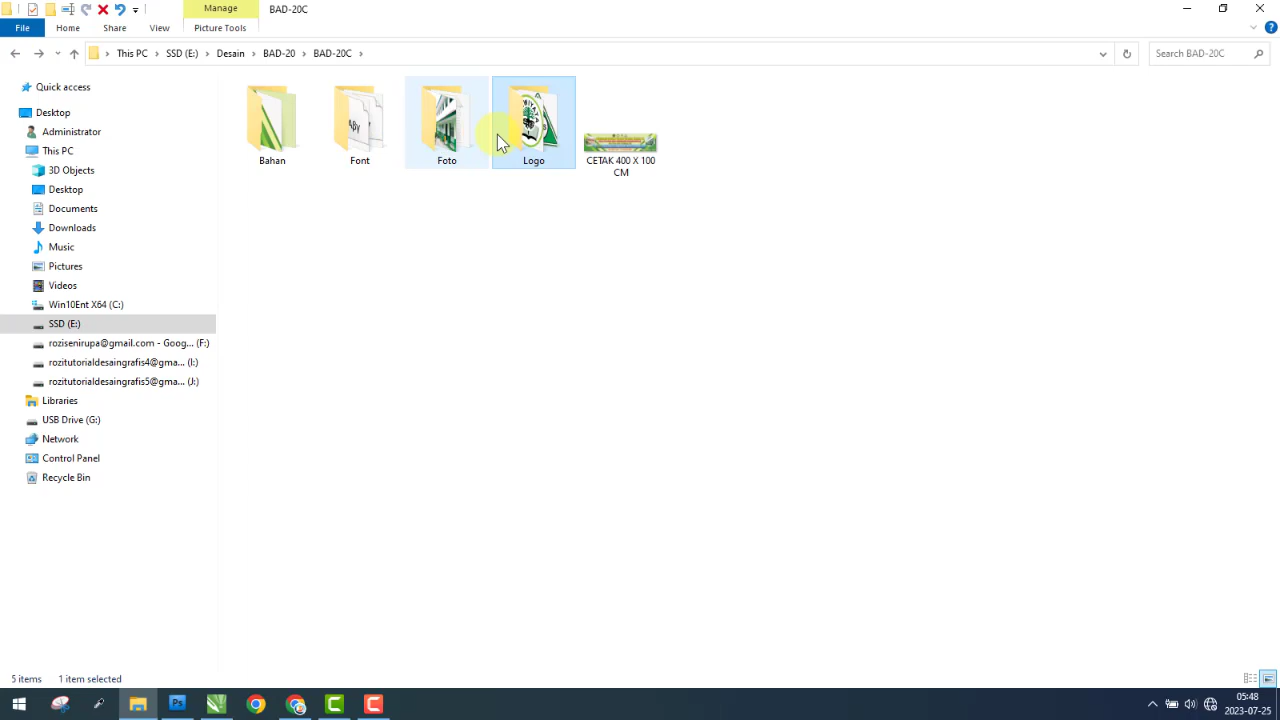 Manage
BAD-20C
File
Home
Share
View
Picture Tools
This PC
SSD (E:)
Desain
BAD-20
BAD-20C
Search BAD-20C
Quick access
Desktop
Administrator
This PC
3D Objects
Desktop
Documents
Downloads
Music
Pictures
Videos
Win10Ent X64 (C:)
SSD (E:)
rozisenirupa@gmail.com - Goog... (F:)
rozitutorialdesaingrafis4@gma... (I:)
rozitutorialdesaingrafis5@gma... (J:)
Libraries
USB Drive (G:)
Network
Control Panel
Recycle Bin
Bahan
Font
Foto
Logo
CETAK 400 X 100
CM
5 items
1 item selected
Ps
05:48
2023-07-25